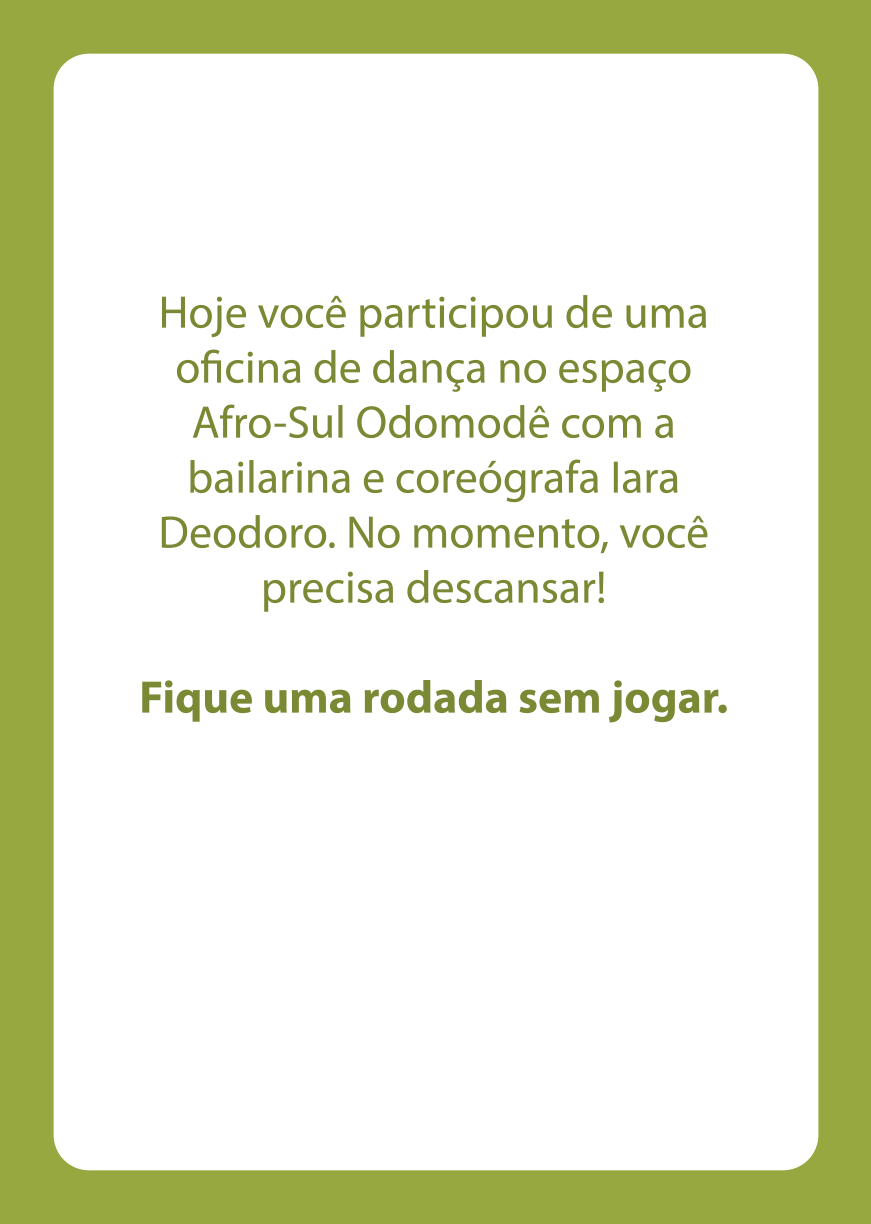 Hoje você participou de uma
oficina de dança no espaço
Afro-Sul Odomodê com a
bailarina e coreógrafa Iara
Deodoro. No momento, você
precisa descansar!
Fique uma rodada sem jogar.